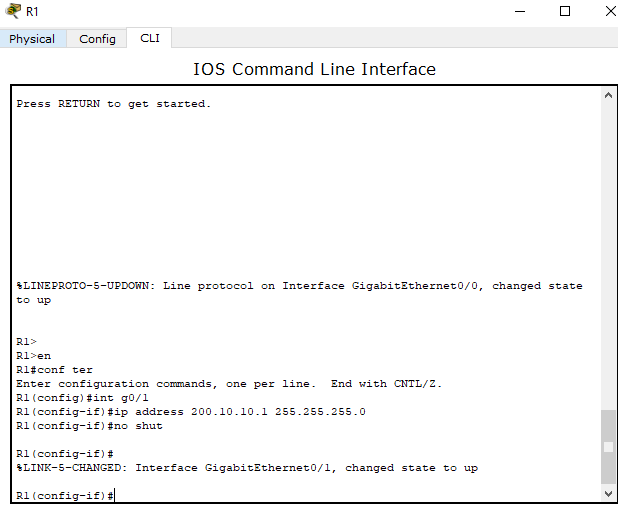 R1
Physical Config CLI
IOS Command Line Interface
Press RETURN to get started.
%LINEPROTO-5-UPDOWN: Line protocol on Interface GigabitEthernet0/0, changed state
to up
R1>
R1>en
R1#conf ter
Enter configuration commands, one per line.  End with CNTL/Z.
R1(config)#int g0/1
R1(config-if)#ip address 200.10.10.1 255.255.255.0
R1(config-if)#no shut
R1(config-if)#
%LINK-5-CHANGED: Interface GigabitEthernet0/1, changed state to up
R1(config-if)#